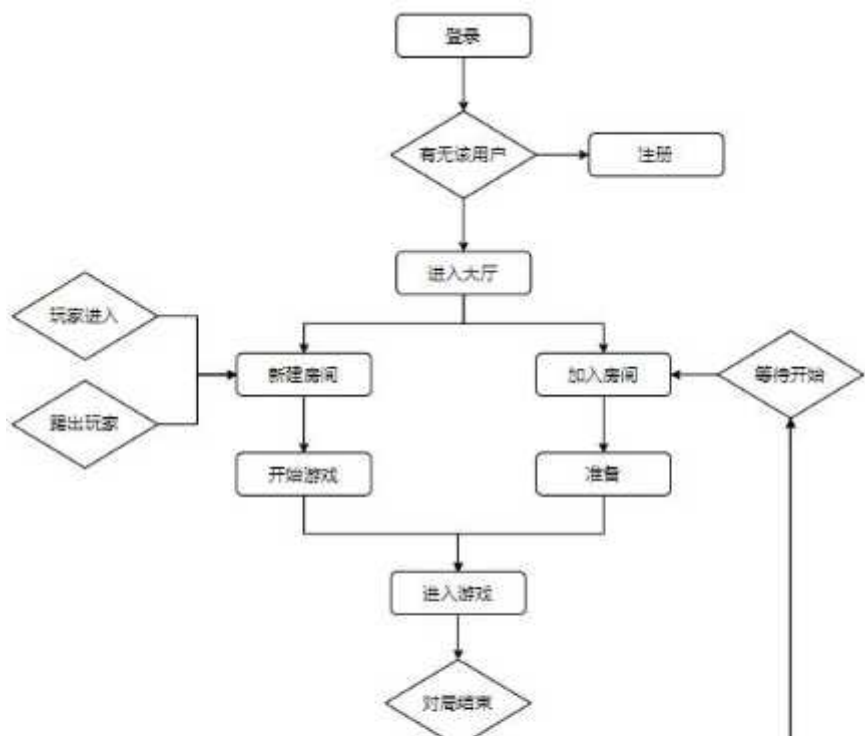 登录
有无该用户
注册
进入大厅
玩家进入
新建房间
加入房间
等待开始
踢出玩家
开始游戏
准备
进入游戏
对局结束